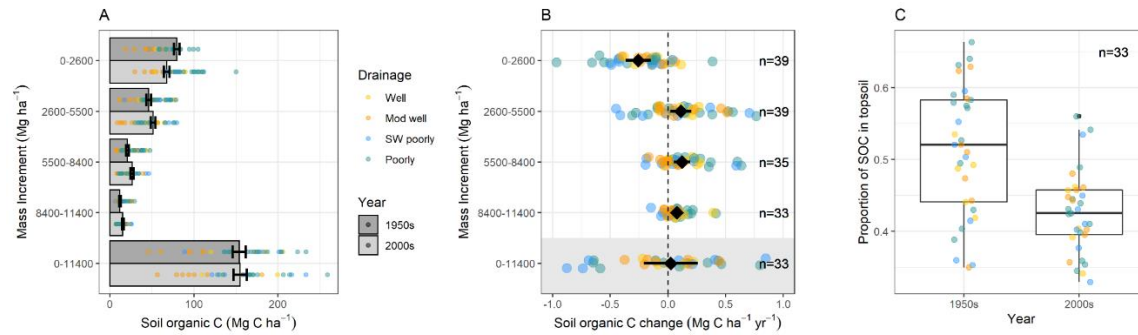 A
Mass Increment (Mg ha⁻¹)
0-2600
2600-5500
5500-8400
8400-11400
0-11400
0
100
200
Soil organic C (Mg C ha⁻¹)
Drainage
Well
Mod well
SW poorly
Poorly
Year
1950s
2000s
B
Mass Increment (Mg ha⁻¹)
0-2600
n=39
2600-5500
n=39
5500-8400
n=35
8400-11400
n=33
0-11400
n=33
-1.0
-0.5
0.0
0.5
1.0
Soil organic C change (Mg C ha⁻¹ yr⁻¹)
C
n=33
Proportion of SOC in topsoil
0.6
0.5
0.4
1950s
2000s
Year